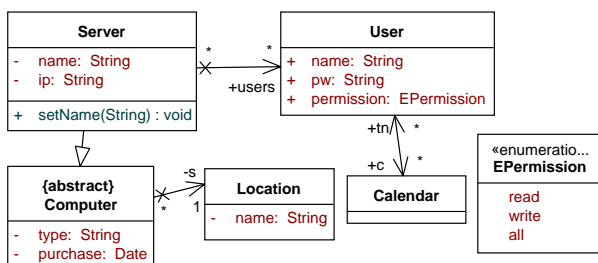 Server
- name: String
- ip: String
+ setName(String) : void
*
*
+users
User
+ name: String
+ pw: String
+ permission: EPermission
+tn
*
+c
*
Calendar
«enumeratio...
EPermission
read
write
all
{abstract}
Computer
- type: String
- purchase: Date
-s
*
1
Location
- name: String